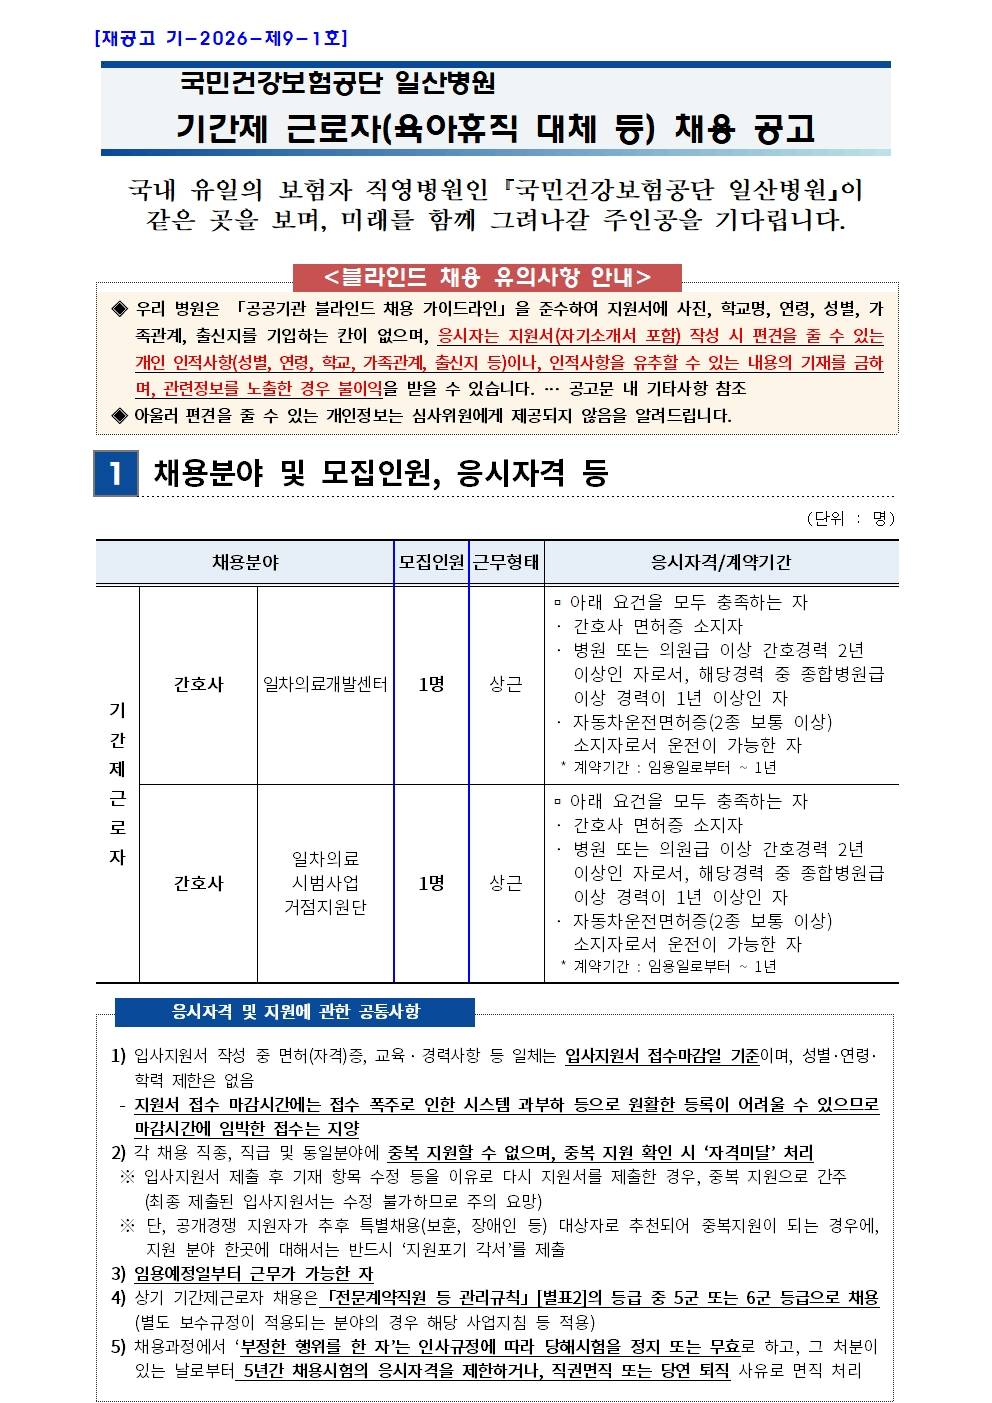 [재공고 기-2026-제9-1호]
국민건강보험공단 일산병원
기간제 근로자(육아휴직 대체 등) 채용 공고
국내 유일의 보험자 직영병원인 『국민건강보험공단 일산병원』이
같은 곳을 보며, 미래를 함께 그려나갈 주인공을 기다립니다.
<블라인드 채용 유의사항 안내>
◈ 우리 병원은 「공공기관 블라인드 채용 가이드라인」을 준수하여 지원서에 사진, 학교명, 연령, 성별, 가
족관계, 출신지를 기입하는 칸이 없으며, 응시자는 지원서(자기소개서 포함) 작성 시 편견을 줄 수 있는
개인 인적사항(성별, 연령, 학교, 가족관계, 출신지 등)이나, 인적사항을 유추할 수 있는 내용의 기재를 금하
며, 관련정보를 노출한 경우 불이익을 받을 수 있습니다. … 공고문 내 기타사항 참조
◈ 아울러 편견을 줄 수 있는 개인정보는 심사위원에게 제공되지 않음을 알려드립니다.
1 채용분야 및 모집인원, 응시자격 등
(단위 : 명)
채용분야 모집인원 근무형태 응시자격/계약기간
기간제근로자
간호사 일차의료개발센터 1명 상근
▫ 아래 요건을 모두 충족하는 자
· 간호사 면허증 소지자
· 병원 또는 의원급 이상 간호경력 2년
이상인 자로서, 해당경력 중 종합병원급
이상 경력이 1년 이상인 자
· 자동차운전면허증(2종 보통 이상)
소지자로서 운전이 가능한 자
* 계약기간 : 임용일로부터 ~ 1년
간호사
일차의료
시범사업
거점지원단
1명 상근
▫ 아래 요건을 모두 충족하는 자
· 간호사 면허증 소지자
· 병원 또는 의원급 이상 간호경력 2년
이상인 자로서, 해당경력 중 종합병원급
이상 경력이 1년 이상인 자
· 자동차운전면허증(2종 보통 이상)
소지자로서 운전이 가능한 자
* 계약기간 : 임용일로부터 ~ 1년
응시자격 및 지원에 관한 공통사항
1) 입사지원서 작성 중 면허(자격)증, 교육·경력사항 등 일체는 입사지원서 접수마감일 기준이며, 성별·연령·
학력 제한은 없음
- 지원서 접수 마감시간에는 접수 폭주로 인한 시스템 과부하 등으로 원활한 등록이 어려울 수 있으므로
마감시간에 임박한 접수는 지양
2) 각 채용 직종, 직급 및 동일분야에 중복 지원할 수 없으며, 중복 지원 확인 시 ‘자격미달’ 처리
※ 입사지원서 제출 후 기재 항목 수정 등을 이유로 다시 지원서를 제출한 경우, 중복 지원으로 간주
(최종 제출된 입사지원서는 수정 불가하므로 주의 요망)
※ 단, 공개경쟁 지원자가 추후 특별채용(보훈, 장애인 등) 대상자로 추천되어 중복지원이 되는 경우에,
지원 분야 한곳에 대해서는 반드시 ‘지원포기 각서’를 제출
3) 임용예정일부터 근무가 가능한 자
4) 상기 기간제근로자 채용은 「전문계약직원 등 관리규칙」 [별표2]의 등급 중 5군 또는 6군 등급으로 채용
(별도 보수규정이 적용되는 분야의 경우 해당 사업지침 등 적용)
5) 채용과정에서 ‘부정한 행위를 한 자’는 인사규정에 따라 당해시험을 정지 또는 무효로 하고, 그 처분이
있는 날로부터 5년간 채용시험의 응시자격을 제한하거나, 직권면직 또는 당연 퇴직 사유로 면직 처리